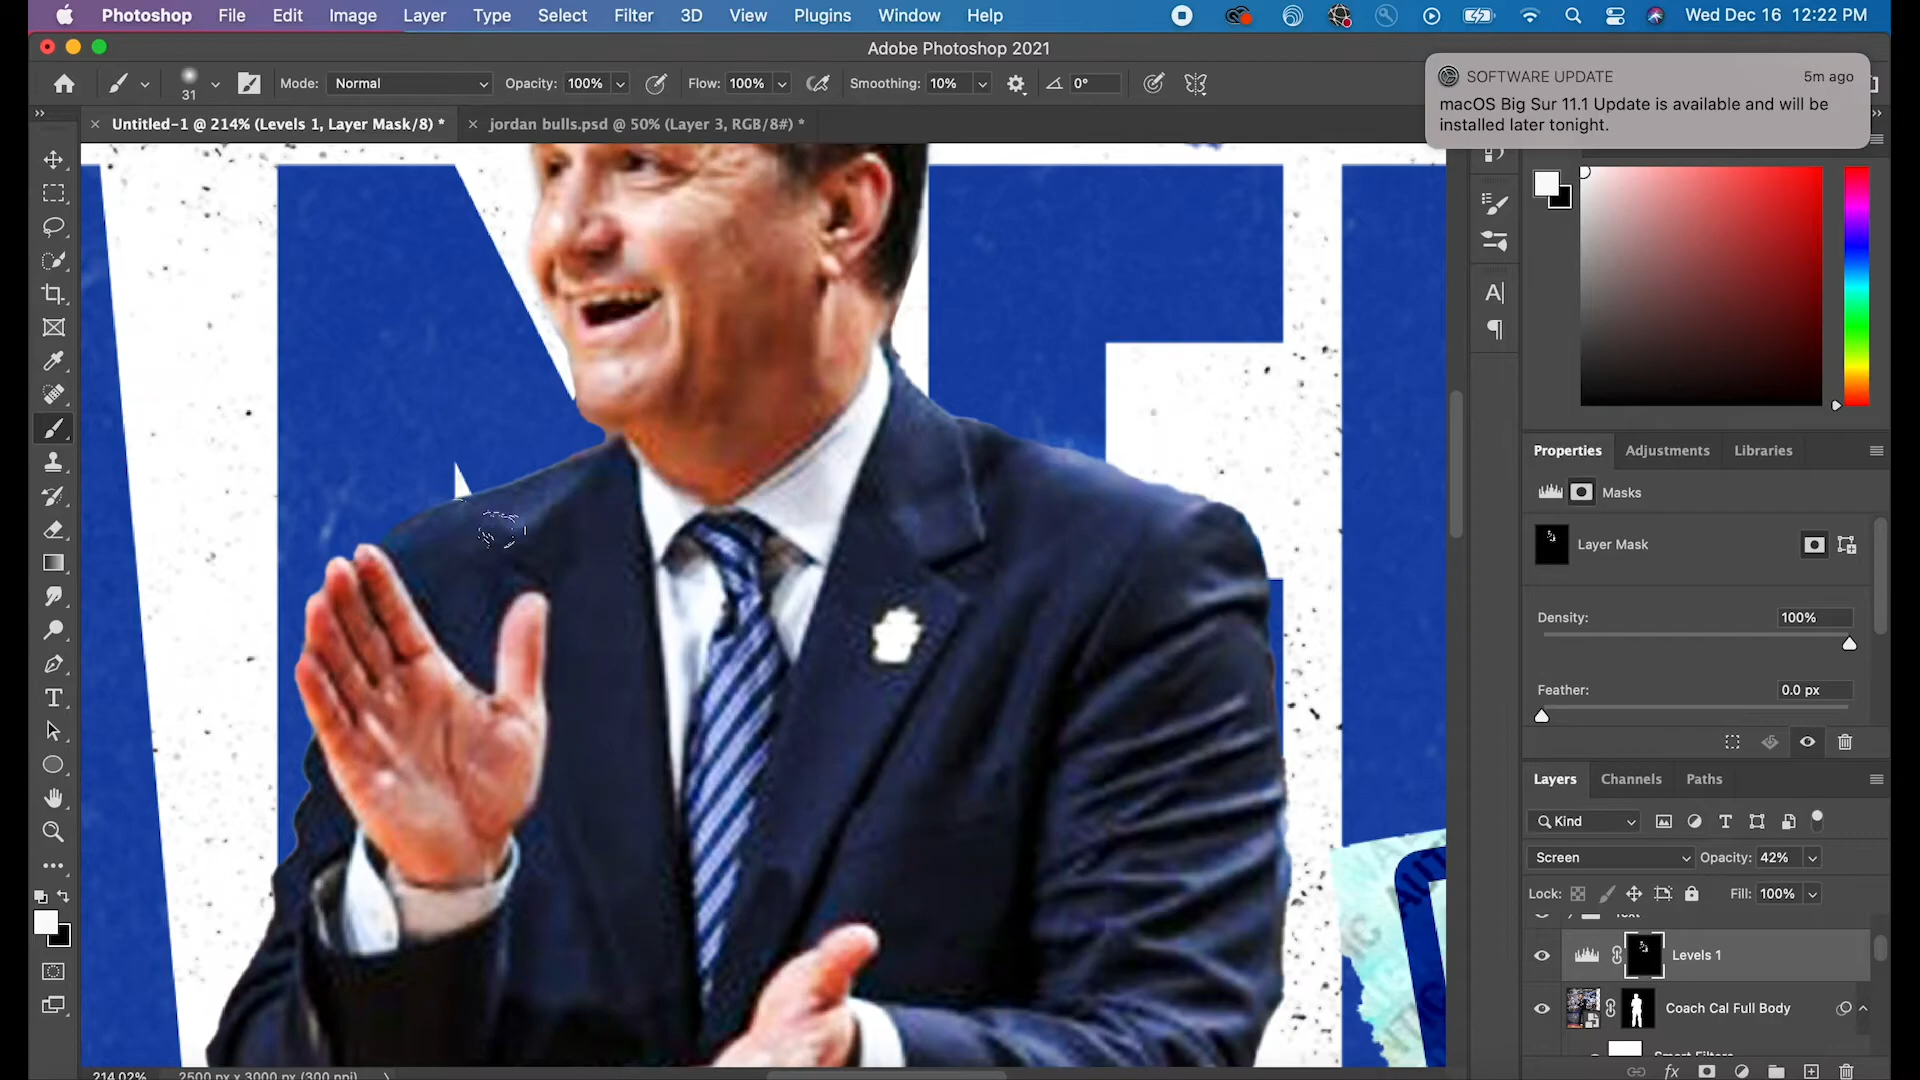 Photoshop File Edit Image Layer Type Select Filter 3D View Plugins Window Help Wed Dec 16 12:22 PM
Adobe Photoshop 2021
31 Mode: Normal Opacity: 100% Flow: 100% Smoothing: 10% 0°
SOFTWARE UPDATE 5m ago
macOS Big Sur 11.1 Update is available and will be
installed later tonight.
Untitled-1 @ 214% (Levels 1, Layer Mask/8) * jordan bulls.psd @ 50% (Layer 3, RGB/8#) *
Properties Adjustments Libraries
Masks
Layer Mask
Density: 100%
Feather: 0.0 px
Layers Channels Paths
Kind
Screen Opacity: 42%
Lock: Fill: 100%
Text
Levels 1
Coach Cal Full Body
Smart Filters
214.02% 2500 px x 3000 px (300 ppi)